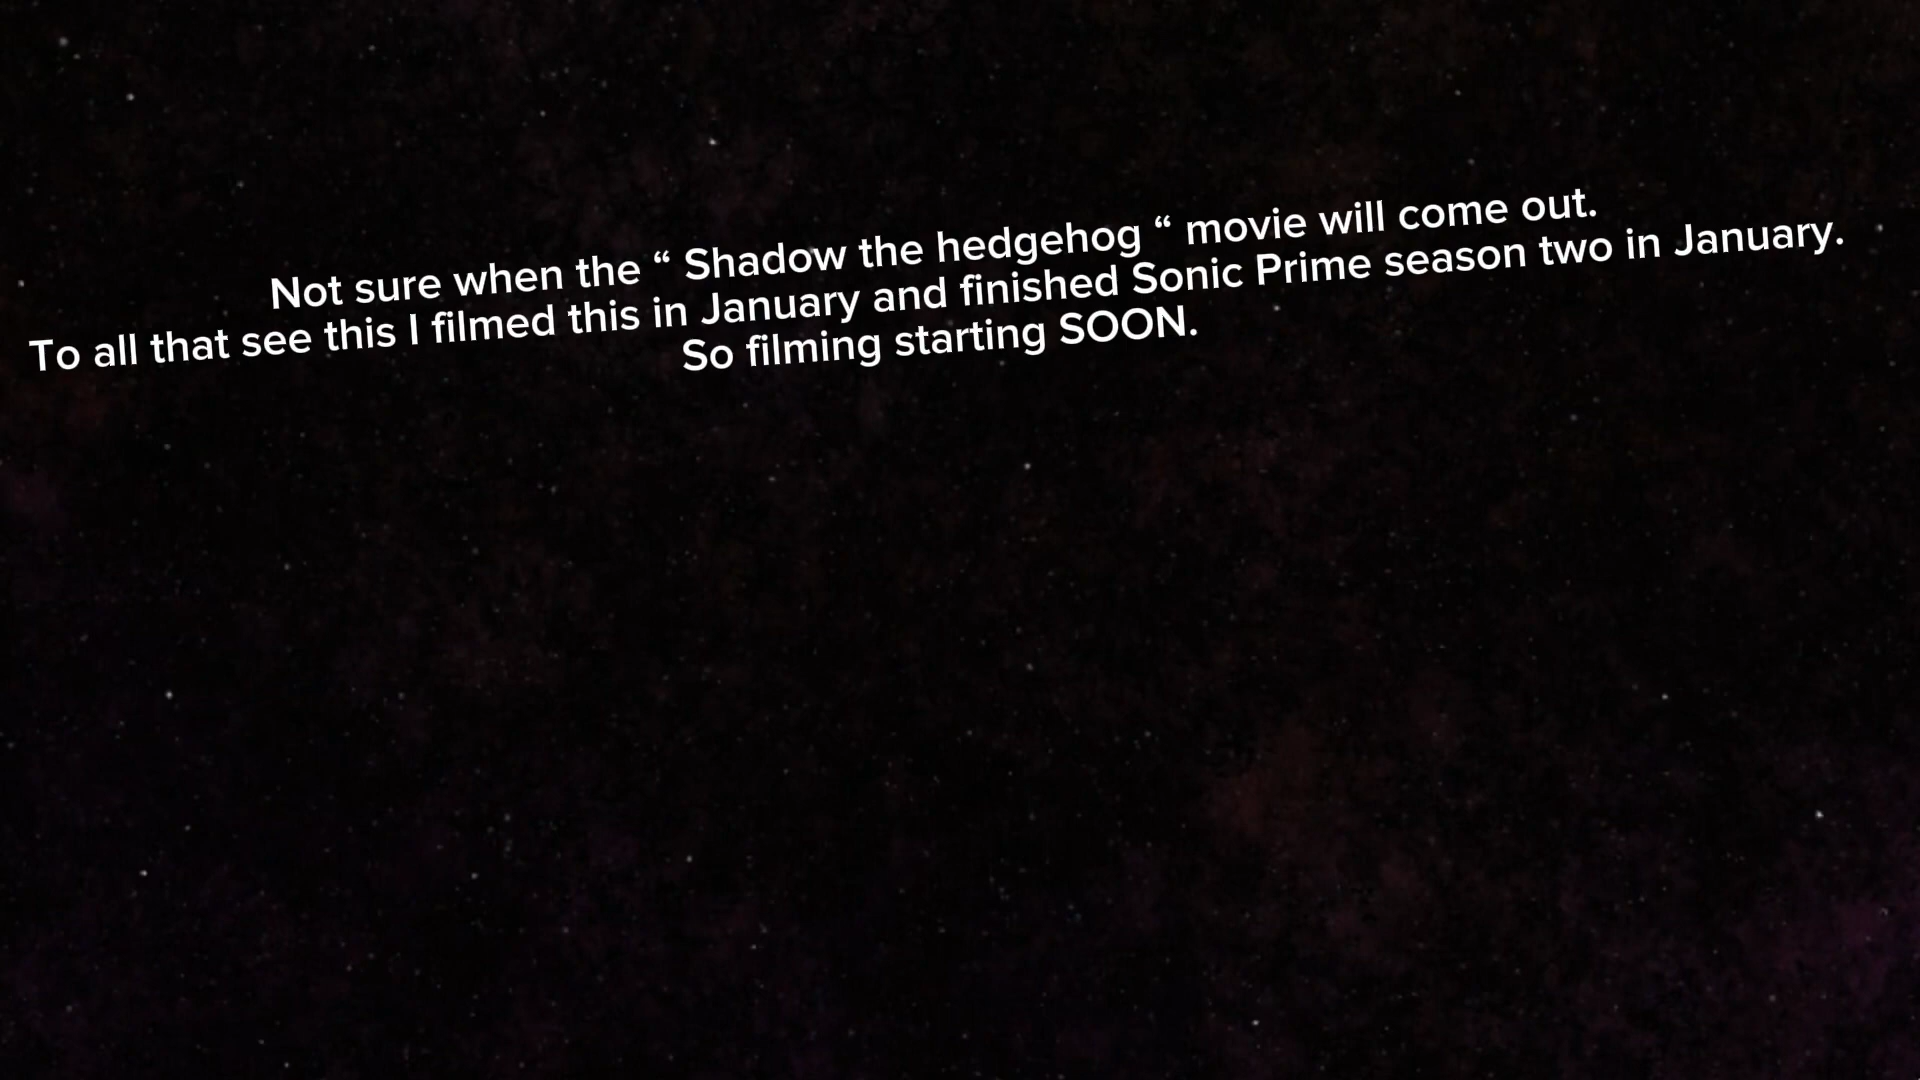 Not sure when the “ Shadow the hedgehog “ movie will come out.
To all that see this I filmed this in January and finished Sonic Prime season two in January.
So filming starting SOON.